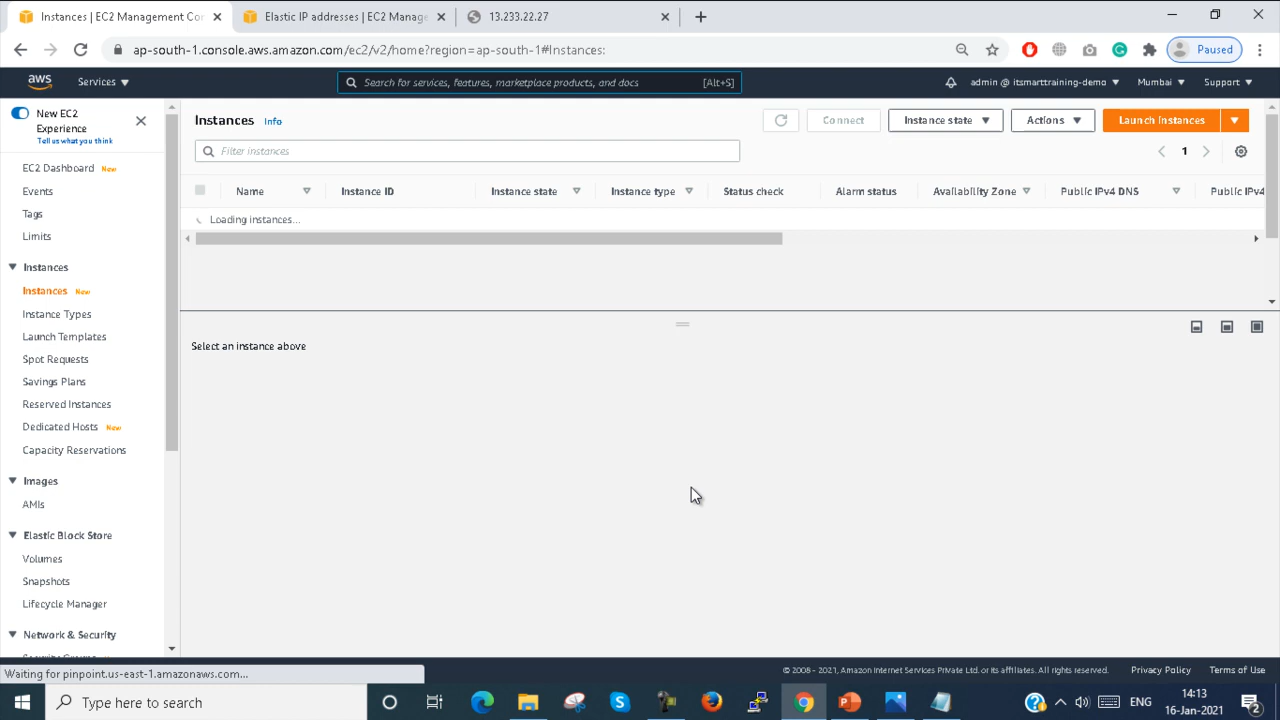 Instances | EC2 Management Con
Elastic IP addresses | EC2 Manage
13.233.22.27
ap-south-1.console.aws.amazon.com/ec2/v2/home?region=ap-south-1#Instances:
Paused
aws
Services
Search for services, features, marketplace products, and docs
[Alt+S]
admin @ itsmarttraining-demo
Mumbai
Support
New EC2
Experience
Tell us what you think
EC2 Dashboard New
Events
Tags
Limits
Instances
Instances New
Instance Types
Launch Templates
Spot Requests
Savings Plans
Reserved Instances
Dedicated Hosts New
Capacity Reservations
Images
AMIs
Elastic Block Store
Volumes
Snapshots
Lifecycle Manager
Network & Security
Instances Info
Connect
Instance state
Actions
Launch instances
Filter instances
1
Name
Instance ID
Instance state
Instance type
Status check
Alarm status
Availability Zone
Public IPv4 DNS
Public IPv4
Loading instances...
Select an instance above
Waiting for pinpoint.us-east-1.amazonaws.com...
© 2008 - 2021, Amazon Internet Services Private Ltd. or its affiliates. All rights reserved.
Privacy Policy
Terms of Use
Type here to search
ENG
14:13
16-Jan-2021
2